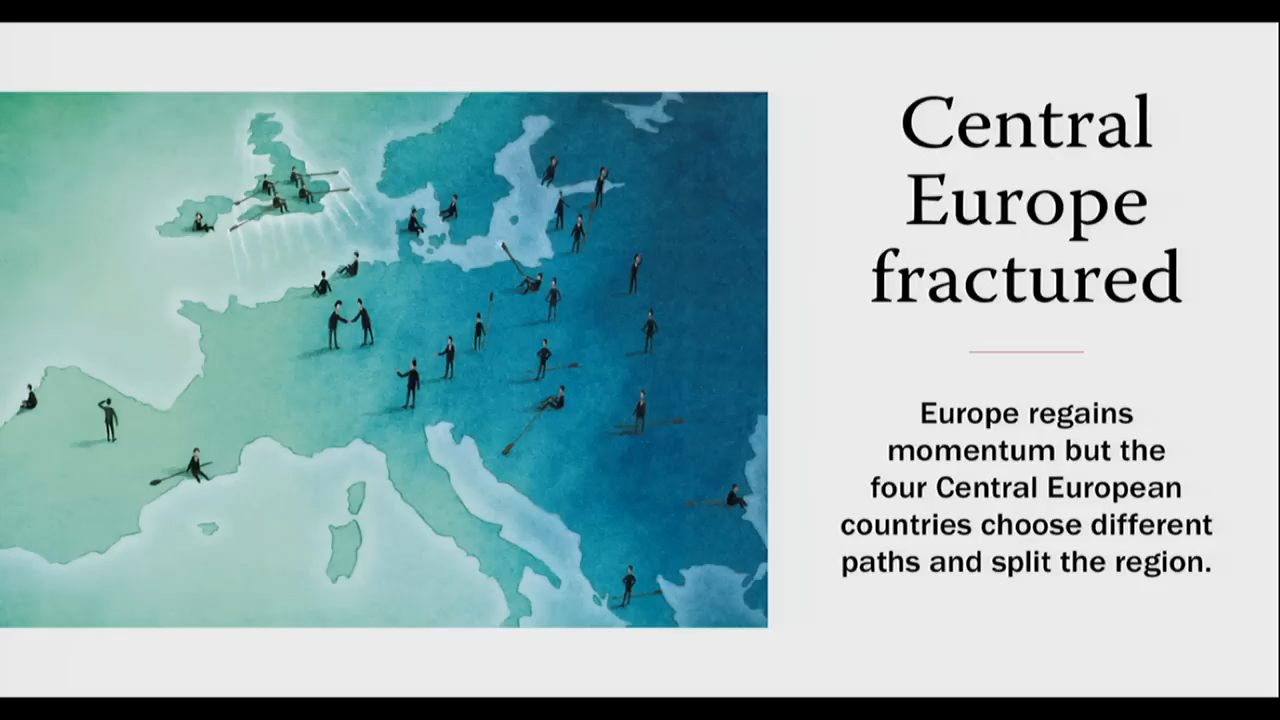 Central
Europe
fractured
Europe regains
momentum but the
four Central European
countries choose different
paths and split the region.